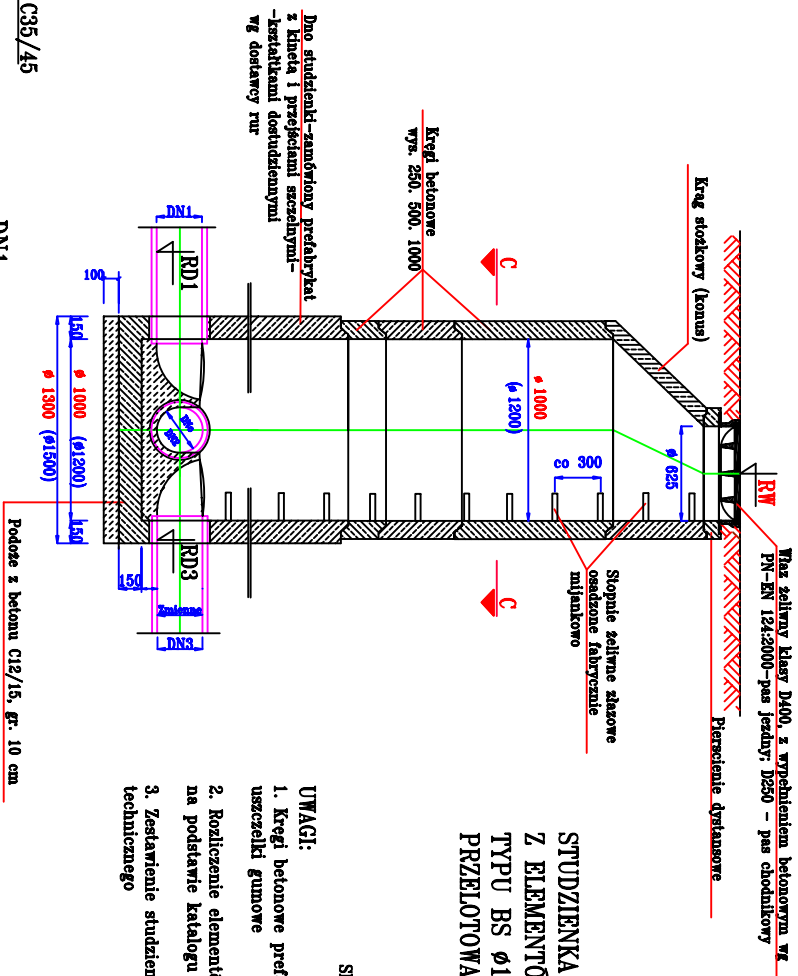 Właz żeliwny klasy D400, z wypełnieniem betonowym wg
PN-EN 124:2000-pas jezdny; D250 - pas chodnikowy
RW
Pierscienie dystansowe
Krąg stożkowy (konus)
ø 625
Stopnie żeliwne złazowe
osadzone fabrycznie
mijankowo
co 300
ø 1000
(ø 1200)
C
C
Kręgi betonowe
wys. 250. 500. 1000
Dno studzienki-zamówiony prefabrykat
z kinetą i przejściami szczelnymi-
-kształtkami dostudziennymi
wg dostawcy rur
DN1
RD1
RD3
DN3
Zmienne
DN2
100
150
150
ø 1000 (ø1200)
150
ø 1300 (ø1500)
Podoże z betonu C12/15, gr. 10 cm
STUDZIENKA
Z ELEMENTÓ
TYPU BS ø1
PRZELOTOWA
UWAGI:
1. Kręgi betonowe pref
uszczelki gumowe
2. Rozliczenie elementó
na podstawie katalogu
3. Zestawienie studzien
technicznego
C35/45
DN1